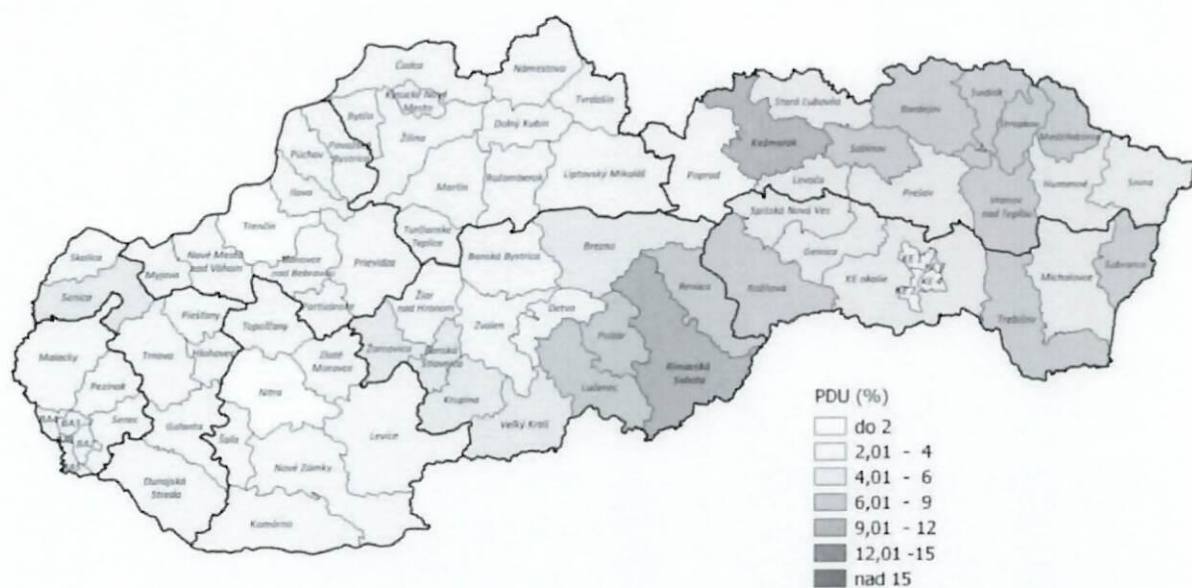 Čadca
Námestovo
Kysucké Nové
Mesto
Tvrdošín
Bytča
Dolný Kubín
Žilina
Púchov
Považská
Bystrica
Ilava
Martin
Ružomberok
Liptovský Mikuláš
Poprad
Kežmarok
Stará Ľubovňa
Sabinov
Levoča
Bardejov
Svidník
Stropkov
Medzilaborce
Prešov
Vranov
nad Topľou
Humenné
Snina
Trenčín
Turčianske
Teplice
Skalica
Myjava
Nové Mesto
nad Váhom
Bánovce
nad Bebravou
Prievidza
Banská Bystrica
Brezno
Spišská Nová Ves
Gelnica
Rožňava
Revúca
KE okolie
KE 4
Michalovce
Sobrance
Trebišov
Senica
Piešťany
Partizánske
Topoľčany
Žiar
nad Hronom
Zvolen
Detva
Poltár
Rimavská
Sobota
Lučenec
Malacky
Trnava
Hlohovec
Zlaté
Moravce
Žarnovica
Banská
Štiavnica
Krupina
Veľký Krtíš
Pezinok
Senec
Galanta
Nitra
Šaľa
Levice
Nové Zámky
Dunajská
Streda
Komárno
PDU (%)
do 2
2,01 - 4
4,01 - 6
6,01 - 9
9,01 - 12
12,01 -15
nad 15